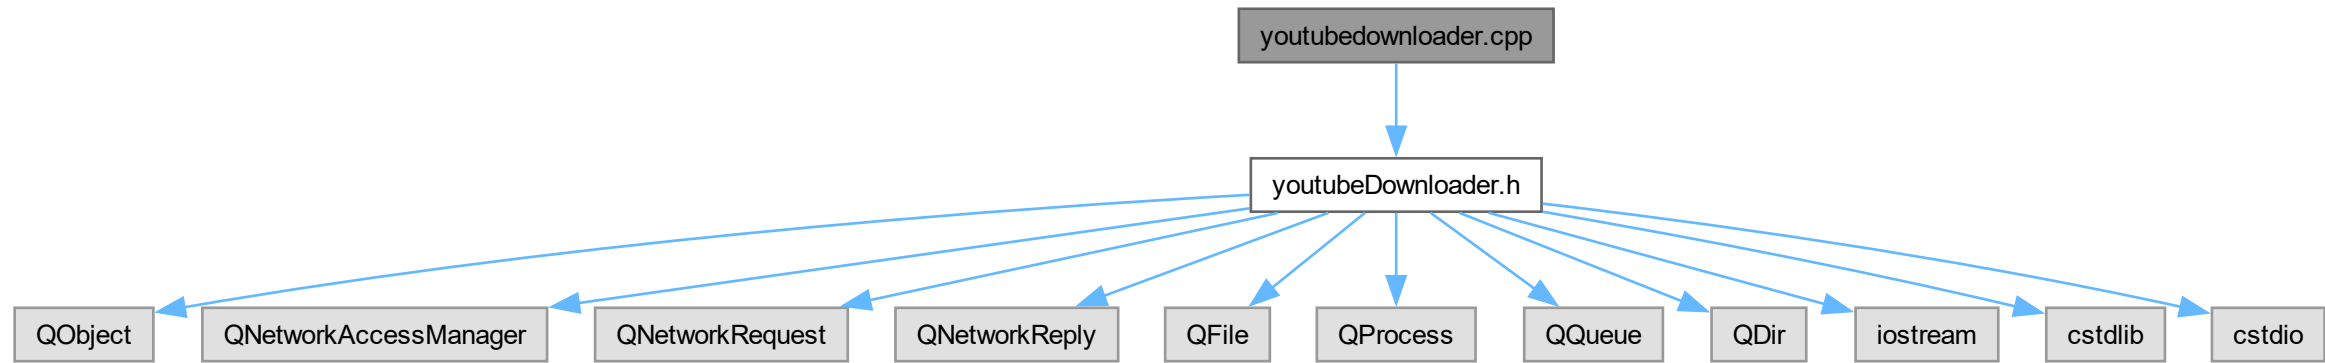 youtubedownloader.cpp
youtubeDownloader.h
QObject
QNetworkAccessManager
QNetworkRequest
QNetworkReply
QFile
QProcess
QQueue
QDir
iostream
cstdlib
cstdio